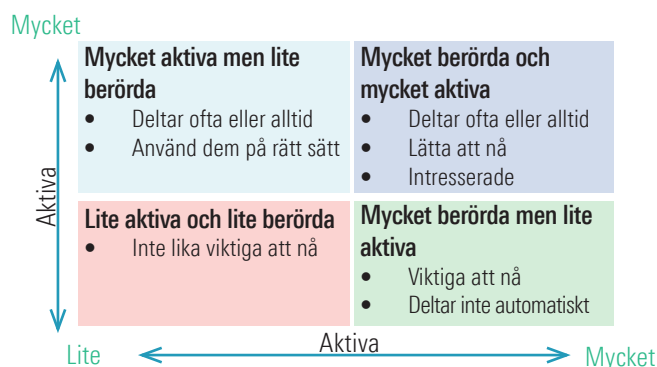 Mycket
Mycket aktiva men lite
berörda
• Deltar ofta eller alltid
• Använd dem på rätt sätt
Mycket berörda och
mycket aktiva
• Deltar ofta eller alltid
• Lätta att nå
• Intresserade
Aktiva
Lite aktiva och lite berörda
• Inte lika viktiga att nå
Mycket berörda men lite
aktiva
• Viktiga att nå
• Deltar inte automatiskt
Lite
Aktiva
Mycket